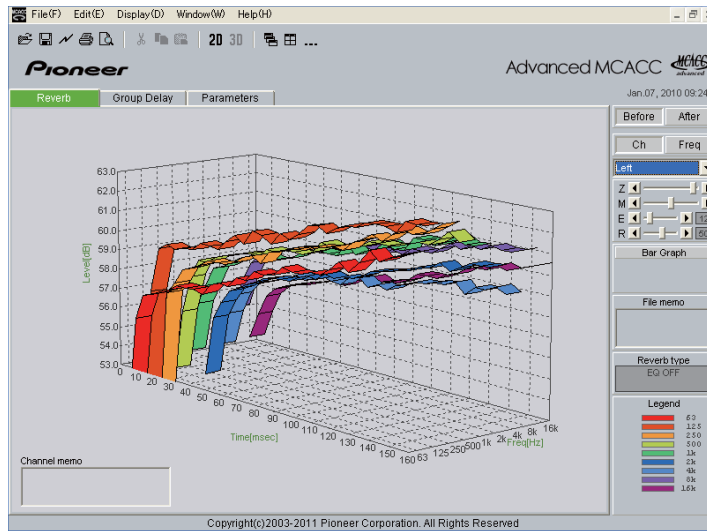 File(F) Edit(E) Display(D) Window(W) Help(H)
2D 3D ...
Pioneer
Advanced MCACC
MCACC
advanced
Reverb Group Delay Parameters
Jan.07, 2010 09:24
Before After
Ch Freq
Left
Z
M
E
R
Bar Graph
File memo
Reverb type
EQ OFF
Legend
63
125
250
500
1k
2k
4k
8k
16k
Level[dB]
63.0
62.0
61.0
60.0
59.0
58.0
57.0
56.0
55.0
54.0
53.0
0 10 20 30 40 50 60 70 80 90 100 110 120 130 140 150 160
Time[msec]
63 125 250 500 1k 2k 4k 8k 16k
Freq[Hz]
Channel memo
Copyright(c)2003-2011 Pioneer Corporation. All Rights Reserved